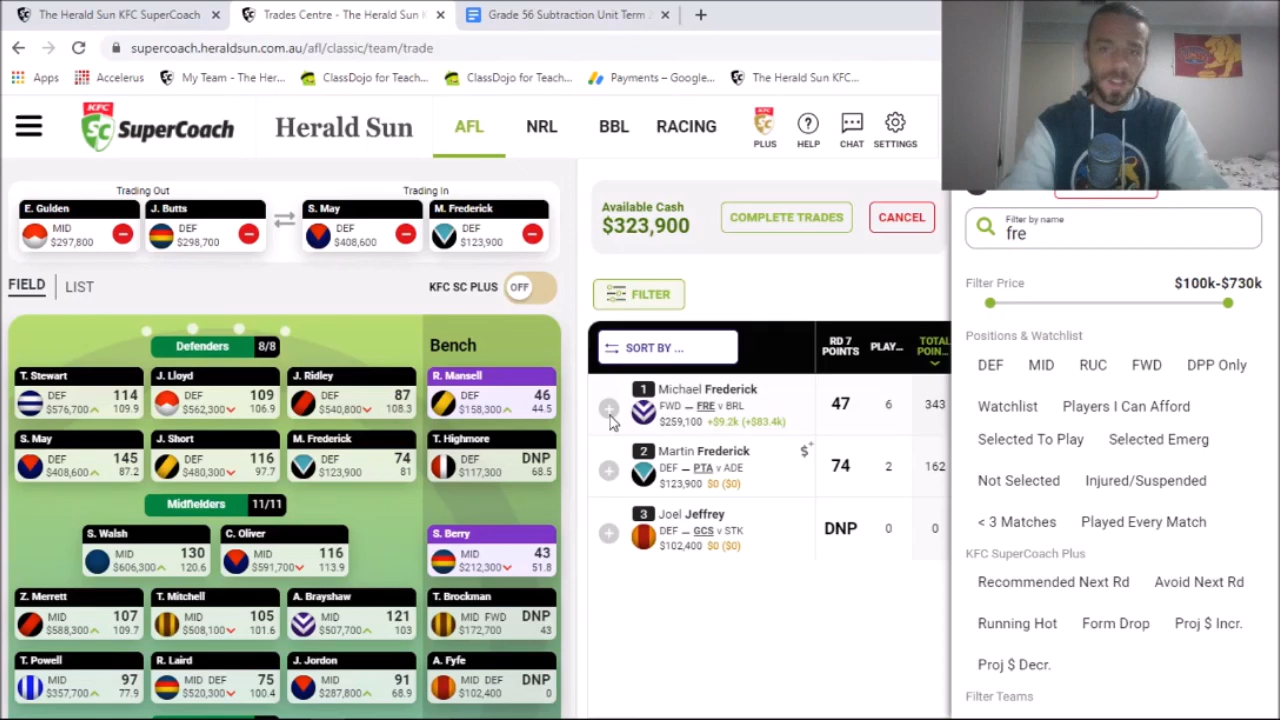 The Herald Sun KFC SuperCoach
Trades Centre - The Herald Sun K
Grade 56 Subtraction Unit Term
supercoach.heraldsun.com.au/afl/classic/team/trade
Apps
Accelerus
My Team - The Her...
ClassDojo for Teach...
ClassDojo for Teach...
Payments – Google...
The Herald Sun KFC...
KFC
SC SuperCoach
Herald Sun
AFL
NRL
BBL
RACING
PLUS
HELP
CHAT
SETTINGS
Trading Out
Trading In
E. Gulden
MID
$297,800
J. Butts
DEF
$298,700
S. May
DEF
$408,600
M. Frederick
DEF
$123,900
Available Cash
$323,900
COMPLETE TRADES
CANCEL
FIELD
LIST
KFC SC PLUS
OFF
FILTER
Defenders 8/8
Bench
T. Stewart
DEF 114
$576,700 109.9
J. Lloyd
DEF 109
$562,300 106.9
J. Ridley
DEF 87
$540,800 108.3
R. Mansell
DEF 46
$158,300 44.5
S. May
DEF 145
$408,600 87.2
J. Short
DEF 116
$480,300 97.7
M. Frederick
DEF 74
$123,900 81
T. Highmore
DEF DNP
$117,300 68.5
Midfielders 11/11
S. Walsh
MID 130
$606,300 120.6
C. Oliver
MID 116
$591,700 113.9
S. Berry
MID 43
$212,300 51.8
Z. Merrett
MID 107
$588,300 109.7
T. Mitchell
MID 105
$508,100 101.6
A. Brayshaw
MID 121
$507,700 103
T. Brockman
MID FWD DNP
$172,700 43
T. Powell
MID 97
$357,700 77.9
R. Laird
MID DEF 75
$520,300 100.4
J. Jordon
MID 91
$287,800 68.9
A. Fyfe
MID DEF DNP
$102,400 0
SORT BY ...
RD 7 POINTS
PLAY...
TOTAL POIN...
1 Michael Frederick
FWD – FRE v BRL
$259,100 +$9.2k (+$83.4k)
47 6 343
2 Martin Frederick
DEF – PTA v ADE
$123,900 $0 ($0)
$+
74 2 162
3 Joel Jeffrey
DEF – GCS v STK
$102,400 $0 ($0)
DNP 0 0
Filter by name
fre
Filter Price
$100k-$730k
Positions & Watchlist
DEF
MID
RUC
FWD
DPP Only
Watchlist
Players I Can Afford
Selected To Play
Selected Emerg
Not Selected
Injured/Suspended
< 3 Matches
Played Every Match
KFC SuperCoach Plus
Recommended Next Rd
Avoid Next Rd
Running Hot
Form Drop
Proj $ Incr.
Proj $ Decr.
Filter Teams